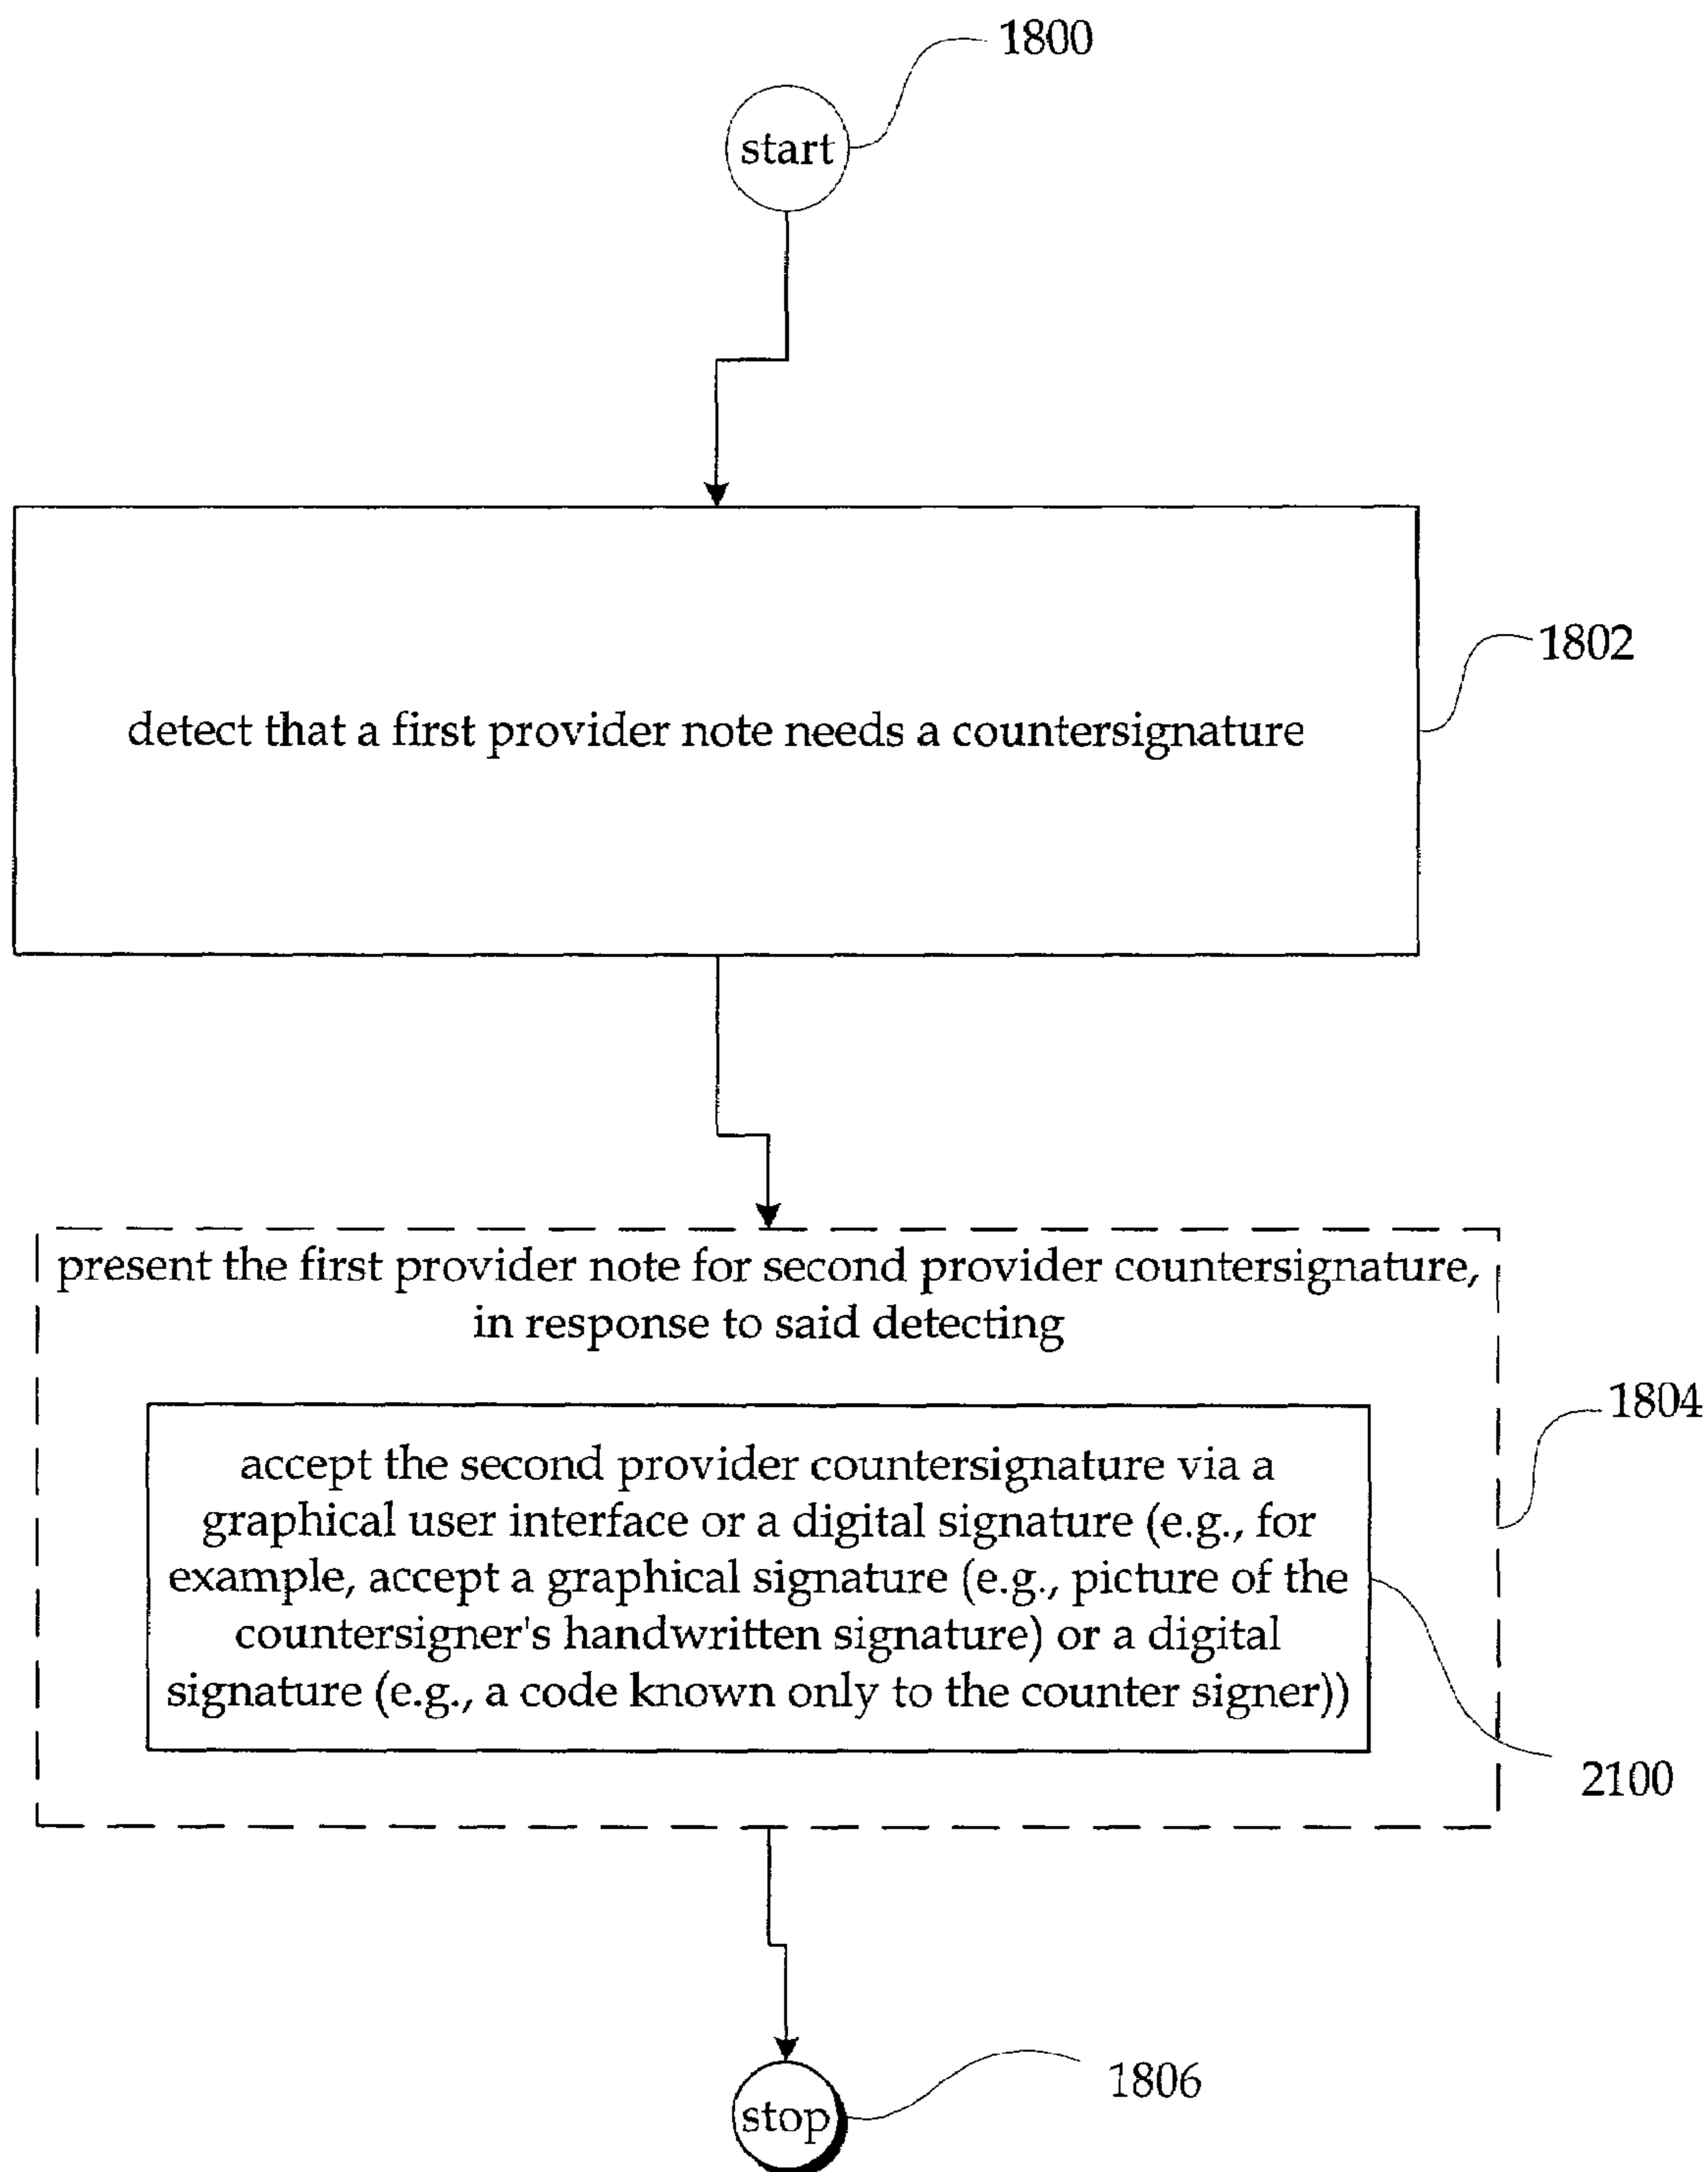 1800
start
1802
detect that a first provider note needs a countersignature
present the first provider note for second provider countersignature,
in response to said detecting
1804
accept the second provider countersignature via a
graphical user interface or a digital signature (e.g., for
example, accept a graphical signature (e.g., picture of the
countersigner's handwritten signature) or a digital
signature (e.g., a code known only to the counter signer))
2100
1806
stop